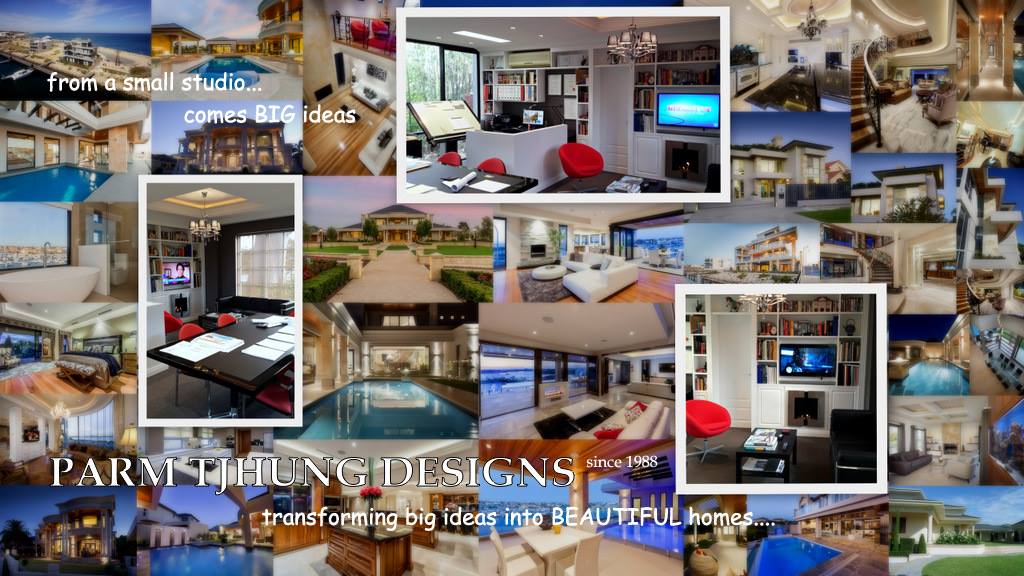 from a small studio...
comes BIG ideas
PARM TJHUNG DESIGNS since 1988
transforming big ideas into BEAUTIFUL homes....